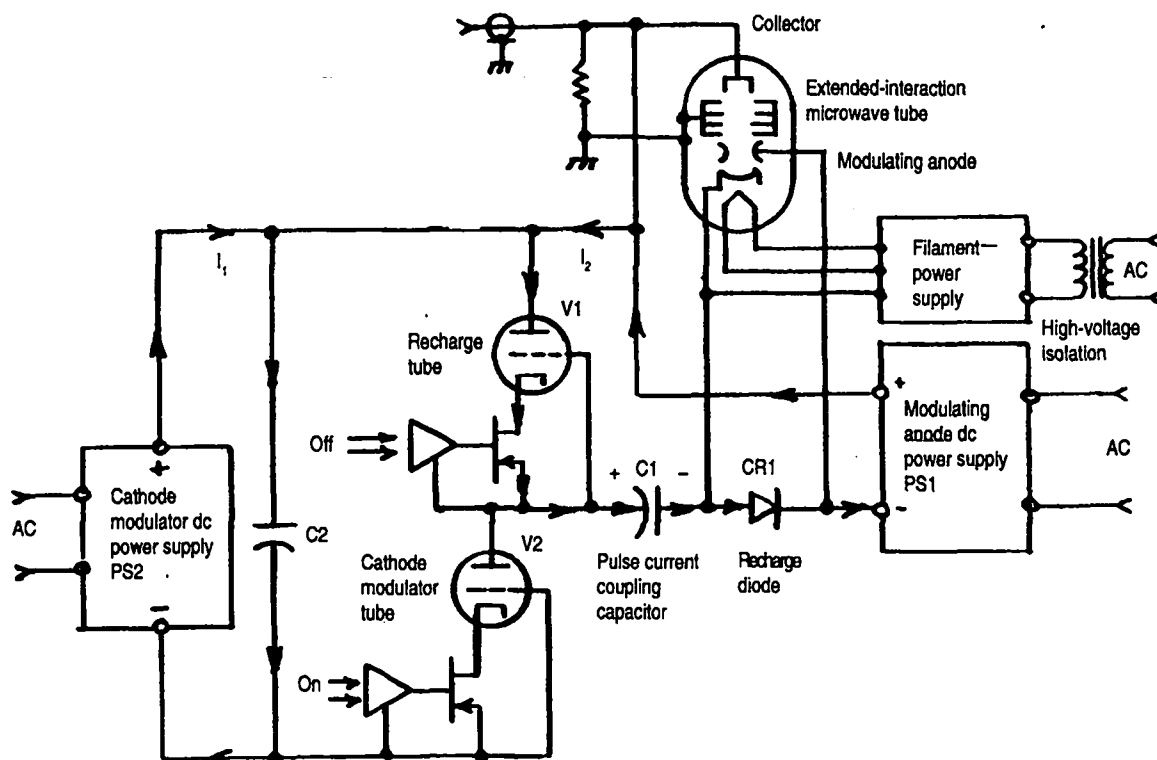 Collector
Extended-interaction
microwave tube
Modulating anode
Filament—
power
supply
AC
High-voltage
isolation
I₁
I₂
V1
Recharge
tube
+
Modulating
anode dc
power supply
PS1
-
AC
Off
+ C1 -
CR1
AC
+
Cathode
modulator dc
power supply
PS2
–
C2
V2
Cathode
modulator
tube
Pulse current
coupling
capacitor
Recharge
diode
On